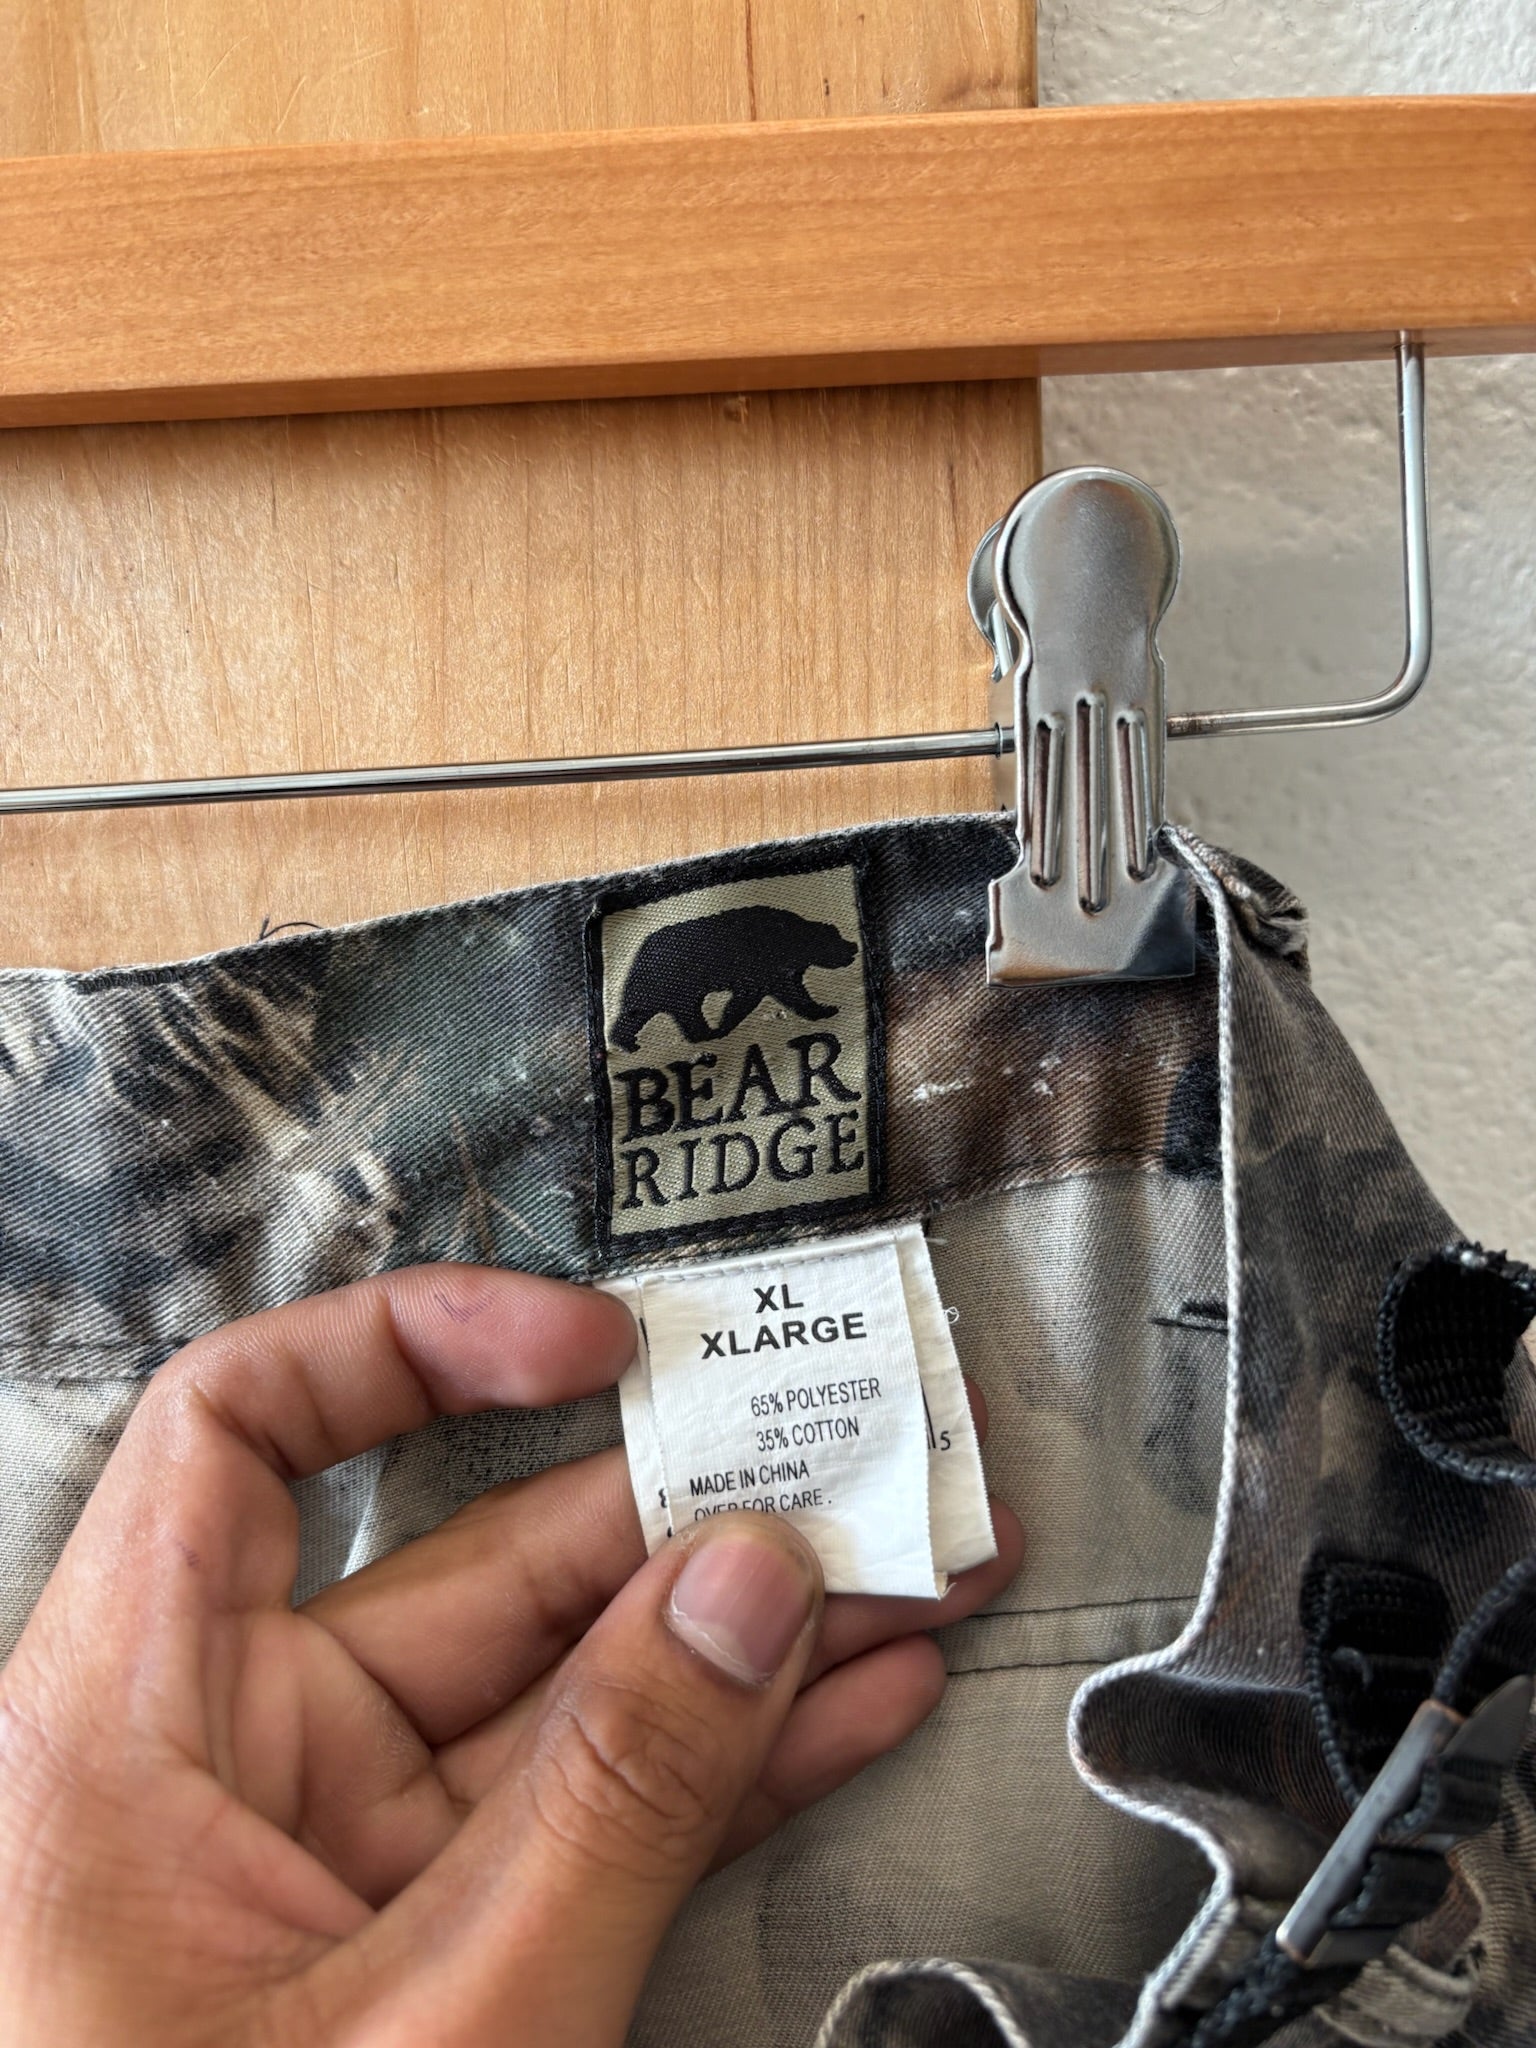 BEAR
RIDGE
XL
XLARGE
65% POLYESTER
35% COTTON
MADE IN CHINA
OVER FOR CARE.